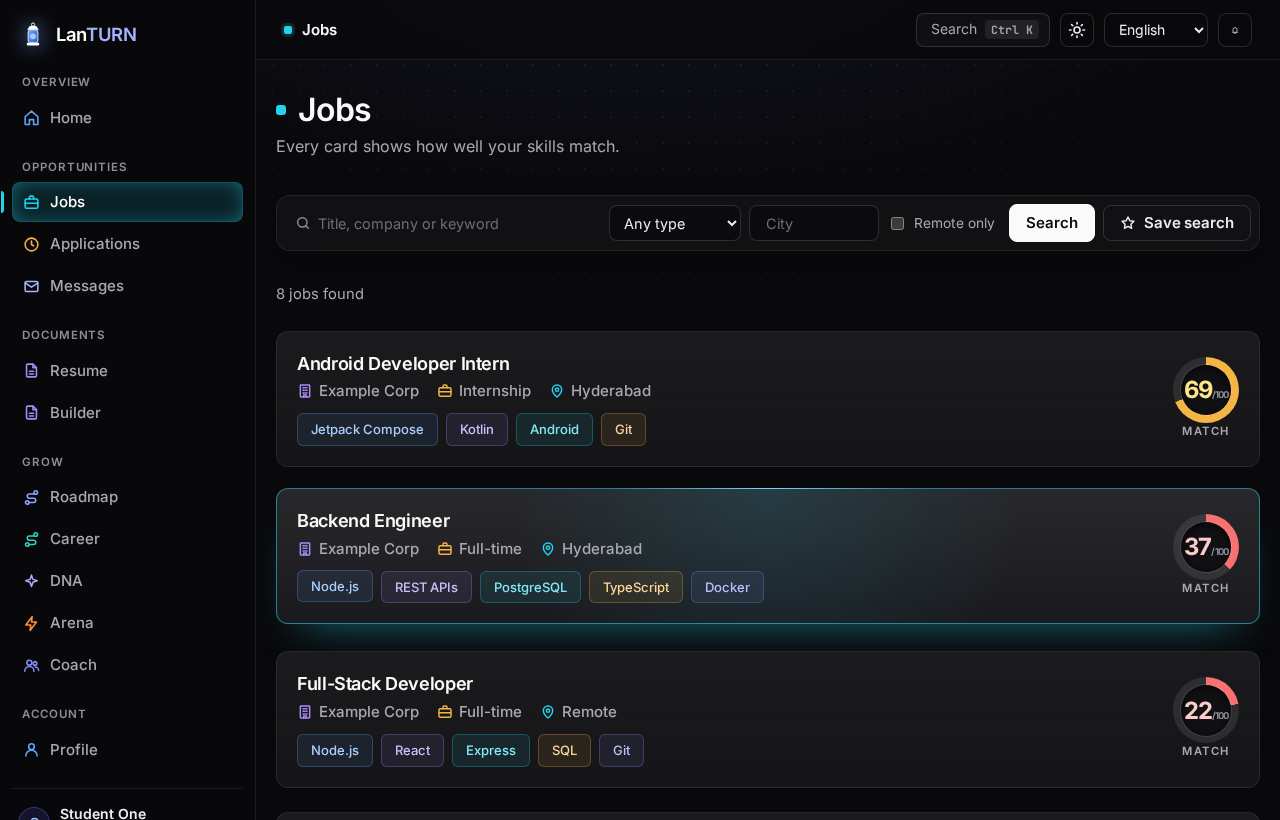 LanTURN
OVERVIEW
Home
OPPORTUNITIES
Jobs
Applications
Messages
DOCUMENTS
Resume
Builder
GROW
Roadmap
Career
DNA
Arena
Coach
ACCOUNT
Profile
Student One
Jobs
Search Ctrl K
English
Jobs
Every card shows how well your skills match.
Title, company or keyword
Any type
City
Remote only
Search
Save search
8 jobs found
Android Developer Intern
Example Corp Internship Hyderabad
Jetpack Compose Kotlin Android Git
69/100
MATCH
Backend Engineer
Example Corp Full-time Hyderabad
Node.js REST APIs PostgreSQL TypeScript Docker
37/100
MATCH
Full-Stack Developer
Example Corp Full-time Remote
Node.js React Express SQL Git
22/100
MATCH